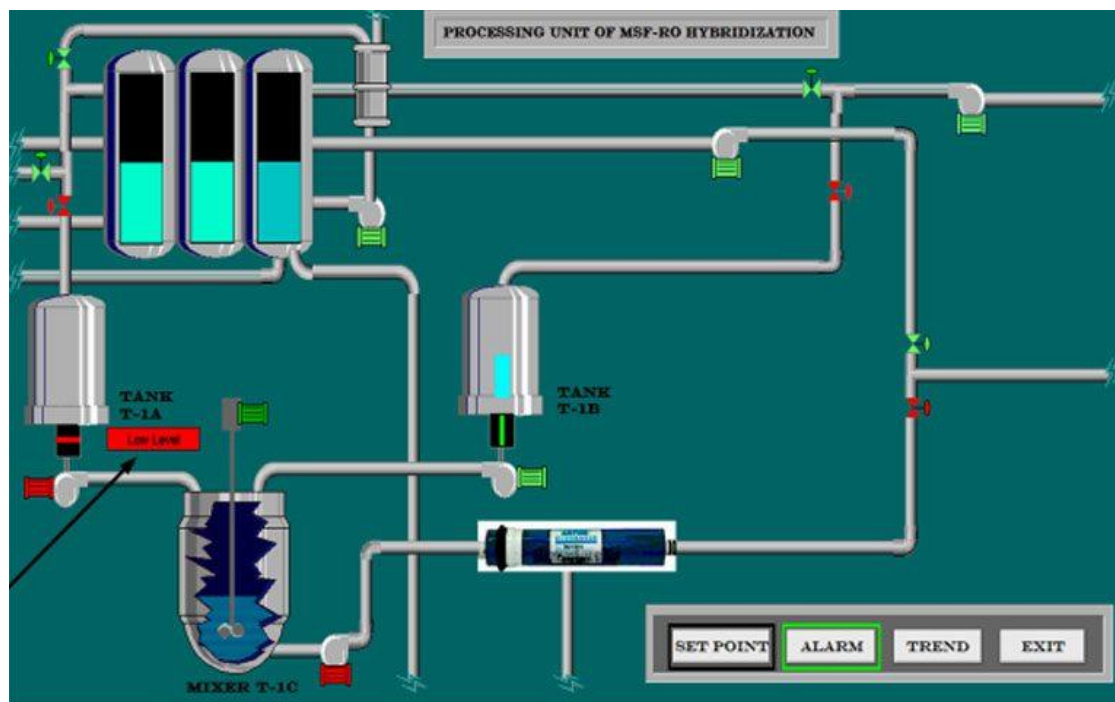 PROCESSING UNIT OF MSF-RO HYBRIDIZATION
TANK
T-1A
Low Level
TANK
T-1B
MIXER T-1C
SET POINT
ALARM
TREND
EXIT